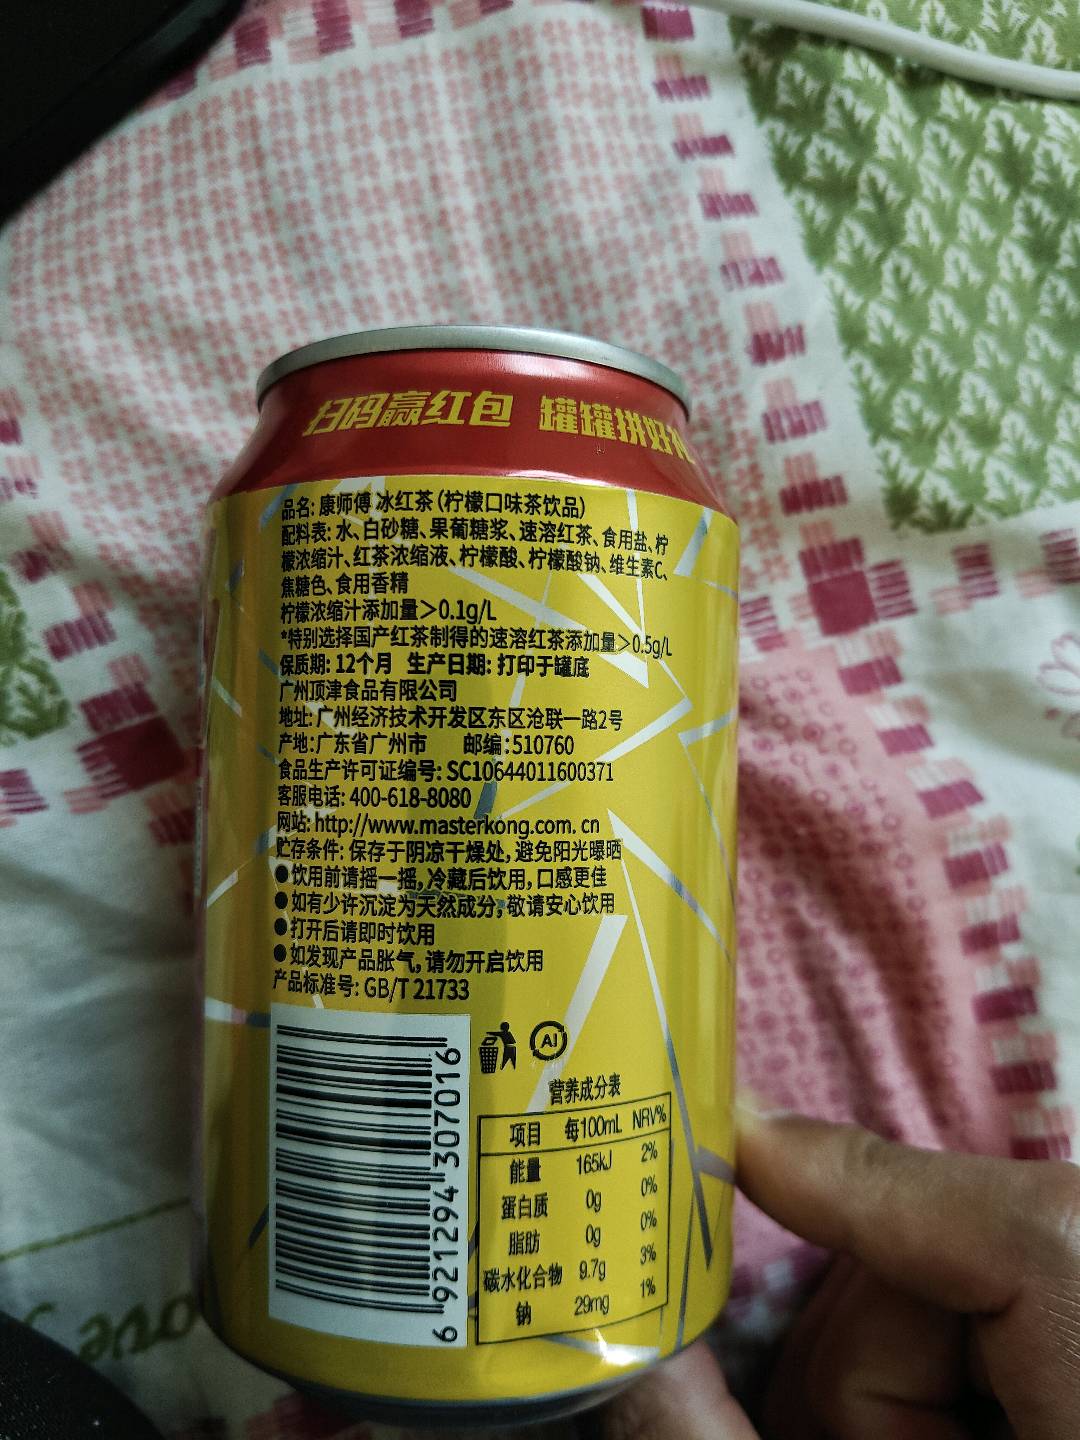 扫码赢红包 罐罐拼好礼
品名: 康师傅 冰红茶 (柠檬口味茶饮品)
配料表: 水、白砂糖、果葡糖浆、速溶红茶、食用盐、柠
檬浓缩汁、红茶浓缩液、柠檬酸、柠檬酸钠、维生素C、
焦糖色、食用香精
柠檬浓缩汁添加量>0.1g/L
*特别选择国产红茶制得的速溶红茶添加量>0.5g/L
保质期: 12个月 生产日期: 打印于罐底
广州顶津食品有限公司
地址: 广州经济技术开发区东区沧联一路2号
产地: 广东省广州市 邮编: 510760
食品生产许可证编号: SC10644011600371
客服电话: 400-618-8080
网站: http://www.masterkong.com.cn
贮存条件: 保存于阴凉干燥处, 避免阳光曝晒
●饮用前请摇一摇, 冷藏后饮用, 口感更佳
●如有少许沉淀为天然成分, 敬请安心饮用
●打开后请即时饮用
●如发现产品胀气, 请勿开启饮用
产品标准号: GB/T 21733
Al
6 921294 307016
营养成分表
项目 每100mL NRV%
能量 165kJ 2%
蛋白质 0g 0%
脂肪 0g 0%
碳水化合物 9.7g 3%
钠 29mg 1%
love